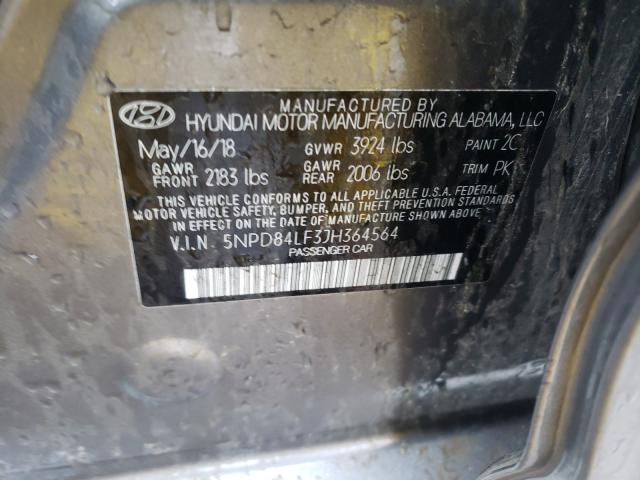 MANUFACTURED BY
HYUNDAI MOTOR MANUFACTURING ALABAMA, LLC
May/16/18 GVWR 3924 lbs PAINT 2C
GAWR FRONT 2183 lbs GAWR REAR 2006 lbs TRIM PK
THIS VEHICLE CONFORMS TO ALL APPLICABLE U.S.A. FEDERAL
MOTOR VEHICLE SAFETY, BUMPER, AND THEFT PREVENTION STANDARDS
IN EFFECT ON THE DATE OF MANUFACTURE SHOWN ABOVE.
V.I.N. 5NPD84LF3JH364564
PASSENGER CAR